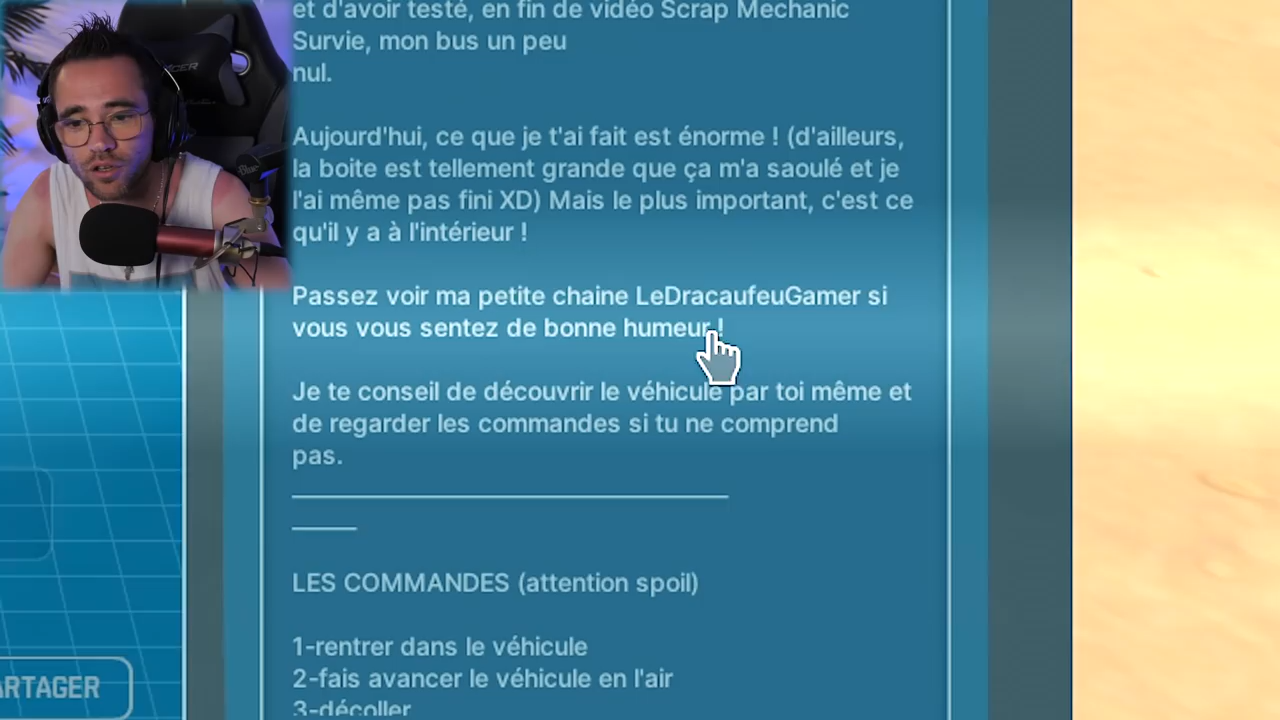 et d'avoir testé, en fin de vidéo Scrap Mechanic
Survie, mon bus un peu
nul.
Aujourd'hui, ce que je t'ai fait est énorme ! (d'ailleurs,
la boite est tellement grande que ça m'a saoulé et je
l'ai même pas fini XD) Mais le plus important, c'est ce
qu'il y a à l'intérieur !
Passez voir ma petite chaine LeDracaufeuGamer si
vous vous sentez de bonne humeur !
Je te conseil de découvrir le véhicule par toi même et
de regarder les commandes si tu ne comprend
pas.
LES COMMANDES (attention spoil)
1-rentrer dans le véhicule
2-fais avancer le véhicule en l'air
3-décoller
ARTAGER